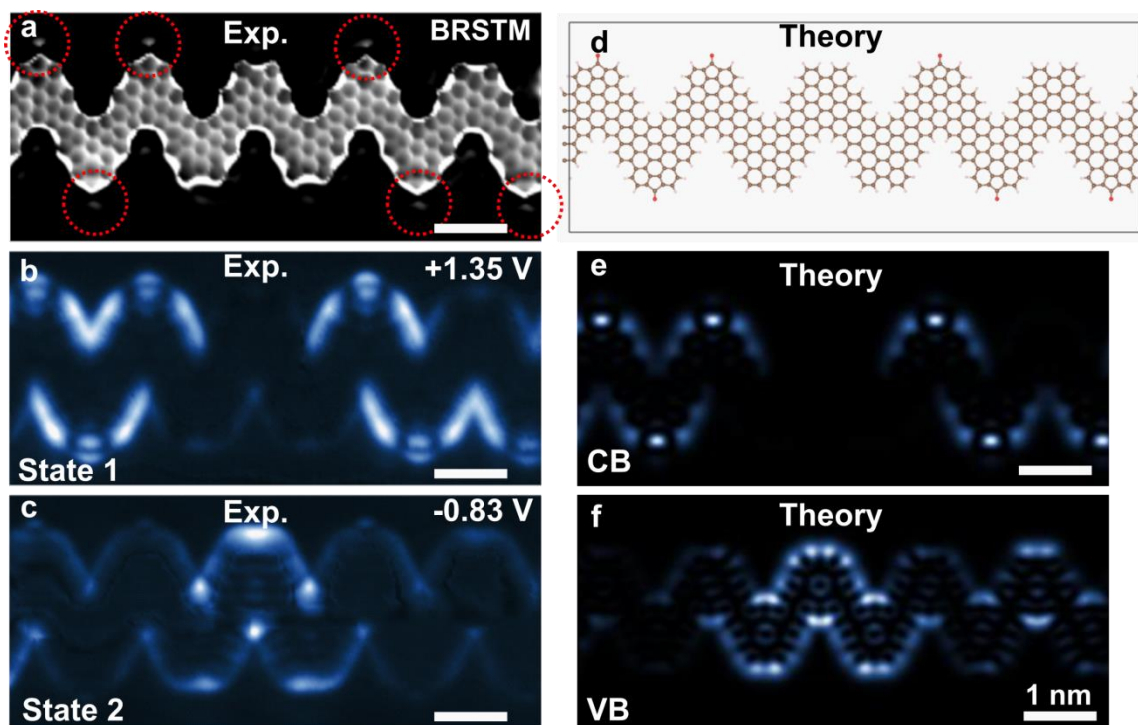 a Exp. BRSTM
d Theory
b Exp. +1.35 V
State 1
e Theory
CB
c Exp. -0.83 V
State 2
f Theory
VB 1 nm